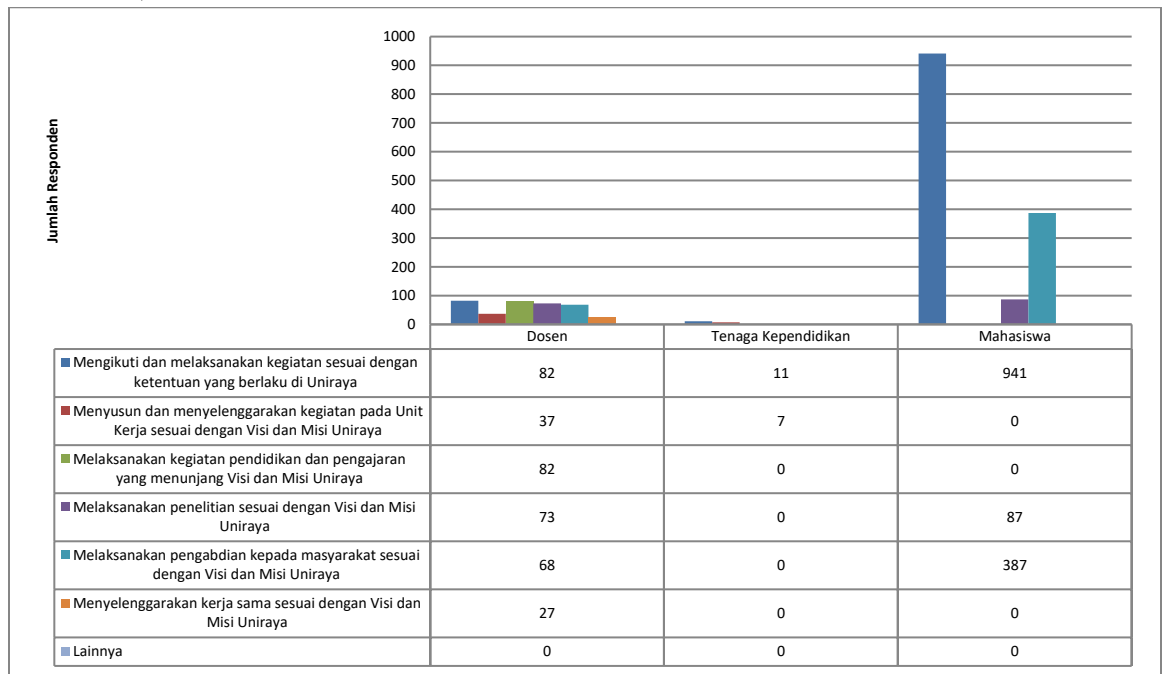 1000
900
800
700
600
500
400
300
200
100
0
Jumlah Responden
Dosen Tenaga Kependidikan Mahasiswa
Mengikuti dan melaksanakan kegiatan sesuai dengan
ketentuan yang berlaku di Uniraya
82 11 941
Menyusun dan menyelenggarakan kegiatan pada Unit
Kerja sesuai dengan Visi dan Misi Uniraya
37 7 0
Melaksanakan kegiatan pendidikan dan pengajaran
yang menunjang Visi dan Misi Uniraya
82 0 0
Melaksanakan penelitian sesuai dengan Visi dan Misi
Uniraya
73 0 87
Melaksanakan pengabdian kepada masyarakat sesuai
dengan Visi dan Misi Uniraya
68 0 387
Menyelenggarakan kerja sama sesuai dengan Visi dan
Misi Uniraya
27 0 0
Lainnya
0 0 0